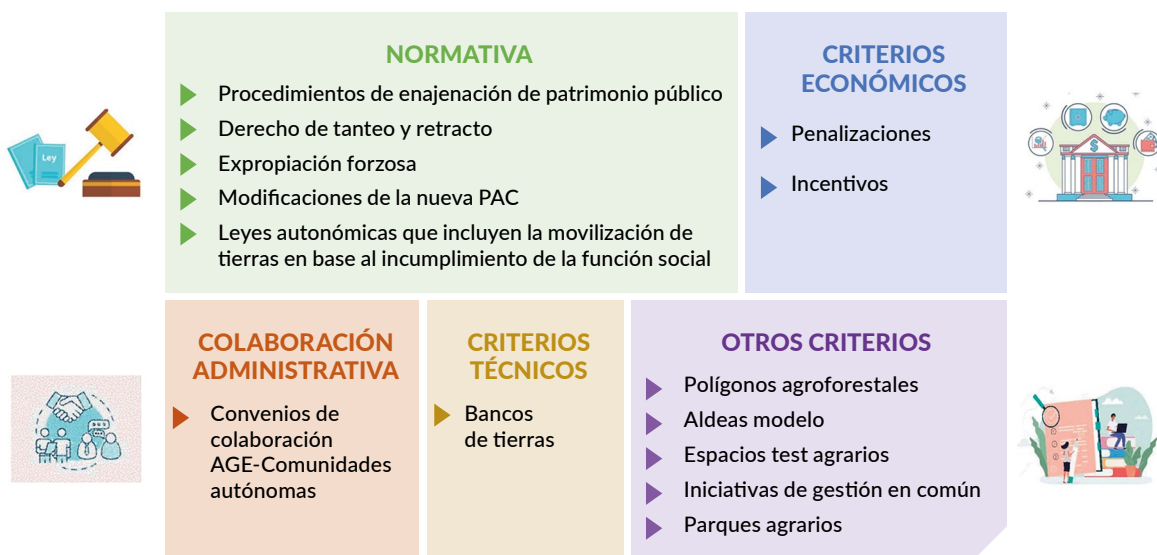 NORMATIVA
Procedimientos de enajenación de patrimonio público
Derecho de tanteo y retracto
Expropiación forzosa
Modificaciones de la nueva PAC
Leyes autonómicas que incluyen la movilización de
tierras en base al incumplimiento de la función social
CRITERIOS
ECONÓMICOS
Penalizaciones
Incentivos
Ley
$
COLABORACIÓN
ADMINISTRATIVA
Convenios de
colaboración
AGE-Comunidades
autónomas
CRITERIOS
TÉCNICOS
Bancos
de tierras
OTROS CRITERIOS
Polígonos agroforestales
Aldeas modelo
Espacios test agrarios
Iniciativas de gestión en común
Parques agrarios